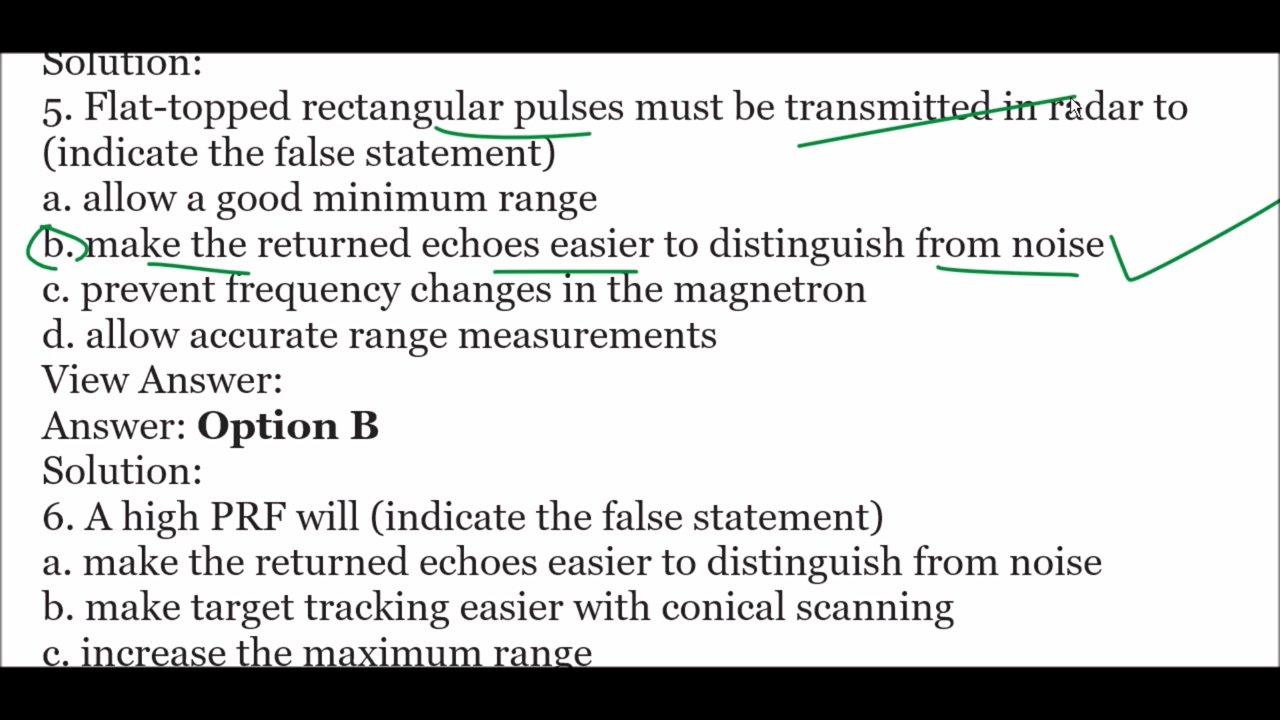 Solution:
5. Flat-topped rectangular pulses must be transmitted in radar to
(indicate the false statement)
a. allow a good minimum range
b. make the returned echoes easier to distinguish from noise
c. prevent frequency changes in the magnetron
d. allow accurate range measurements
View Answer:
Answer: Option B
Solution:
6. A high PRF will (indicate the false statement)
a. make the returned echoes easier to distinguish from noise
b. make target tracking easier with conical scanning
c. increase the maximum range